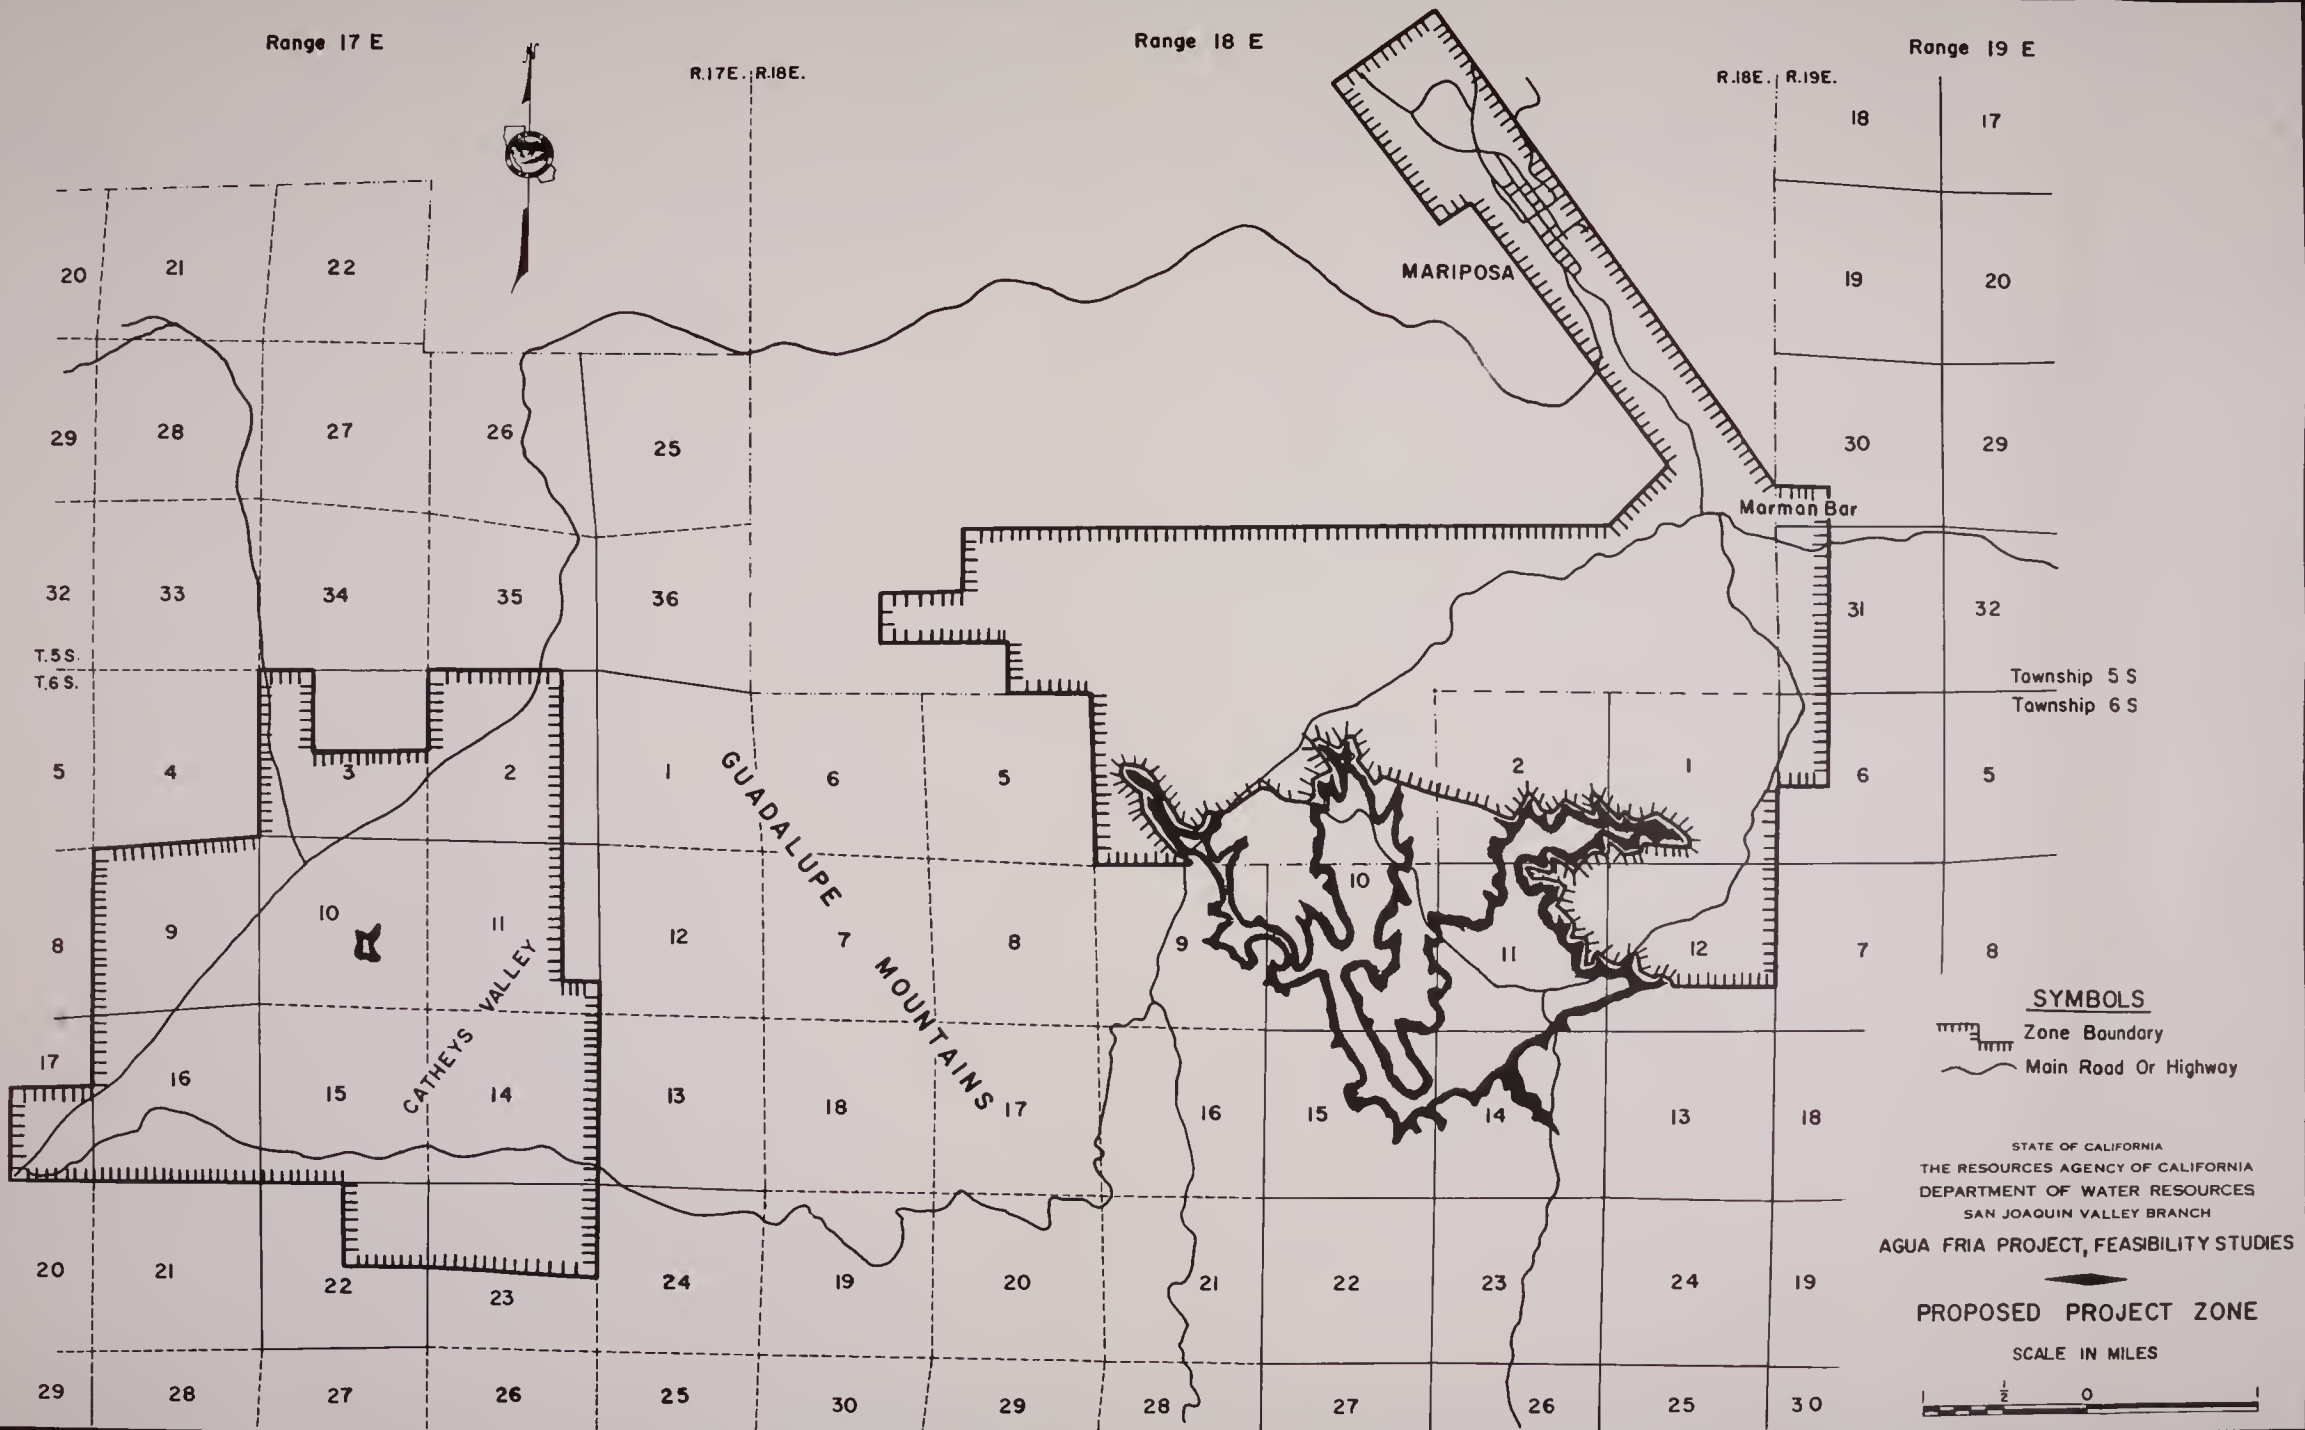 Range 17 E
Range 18 E
Range 19 E
R.17E. R.18E.
R.18E. R.19E.
N
18 17
20 21 22
MARIPOSA
19 20
29 28 27 26 25
30 29
Marman Bar
32 33 34 35 36
31 32
T.5 S.
T.6 S.
Township 5 S
Township 6 S
5 4 3 2 1 6 5
2 1 6 5
GUADALUPE MOUNTAINS
8 9 10 11 12 7 8 9 10 11 12 7 8
CATHEYS VALLEY
17 16 15 14 13 18 17 16 15 14 13 18
20 21 22 23 24 19 20 21 22 23 24 19
29 28 27 26 25 30 29 28 27 26 25 30
SYMBOLS
Zone Boundary
Main Road Or Highway
STATE OF CALIFORNIA
THE RESOURCES AGENCY OF CALIFORNIA
DEPARTMENT OF WATER RESOURCES
SAN JOAQUIN VALLEY BRANCH
AGUA FRIA PROJECT, FEASIBILITY STUDIES
PROPOSED PROJECT ZONE
SCALE IN MILES
1 ½ 0 1